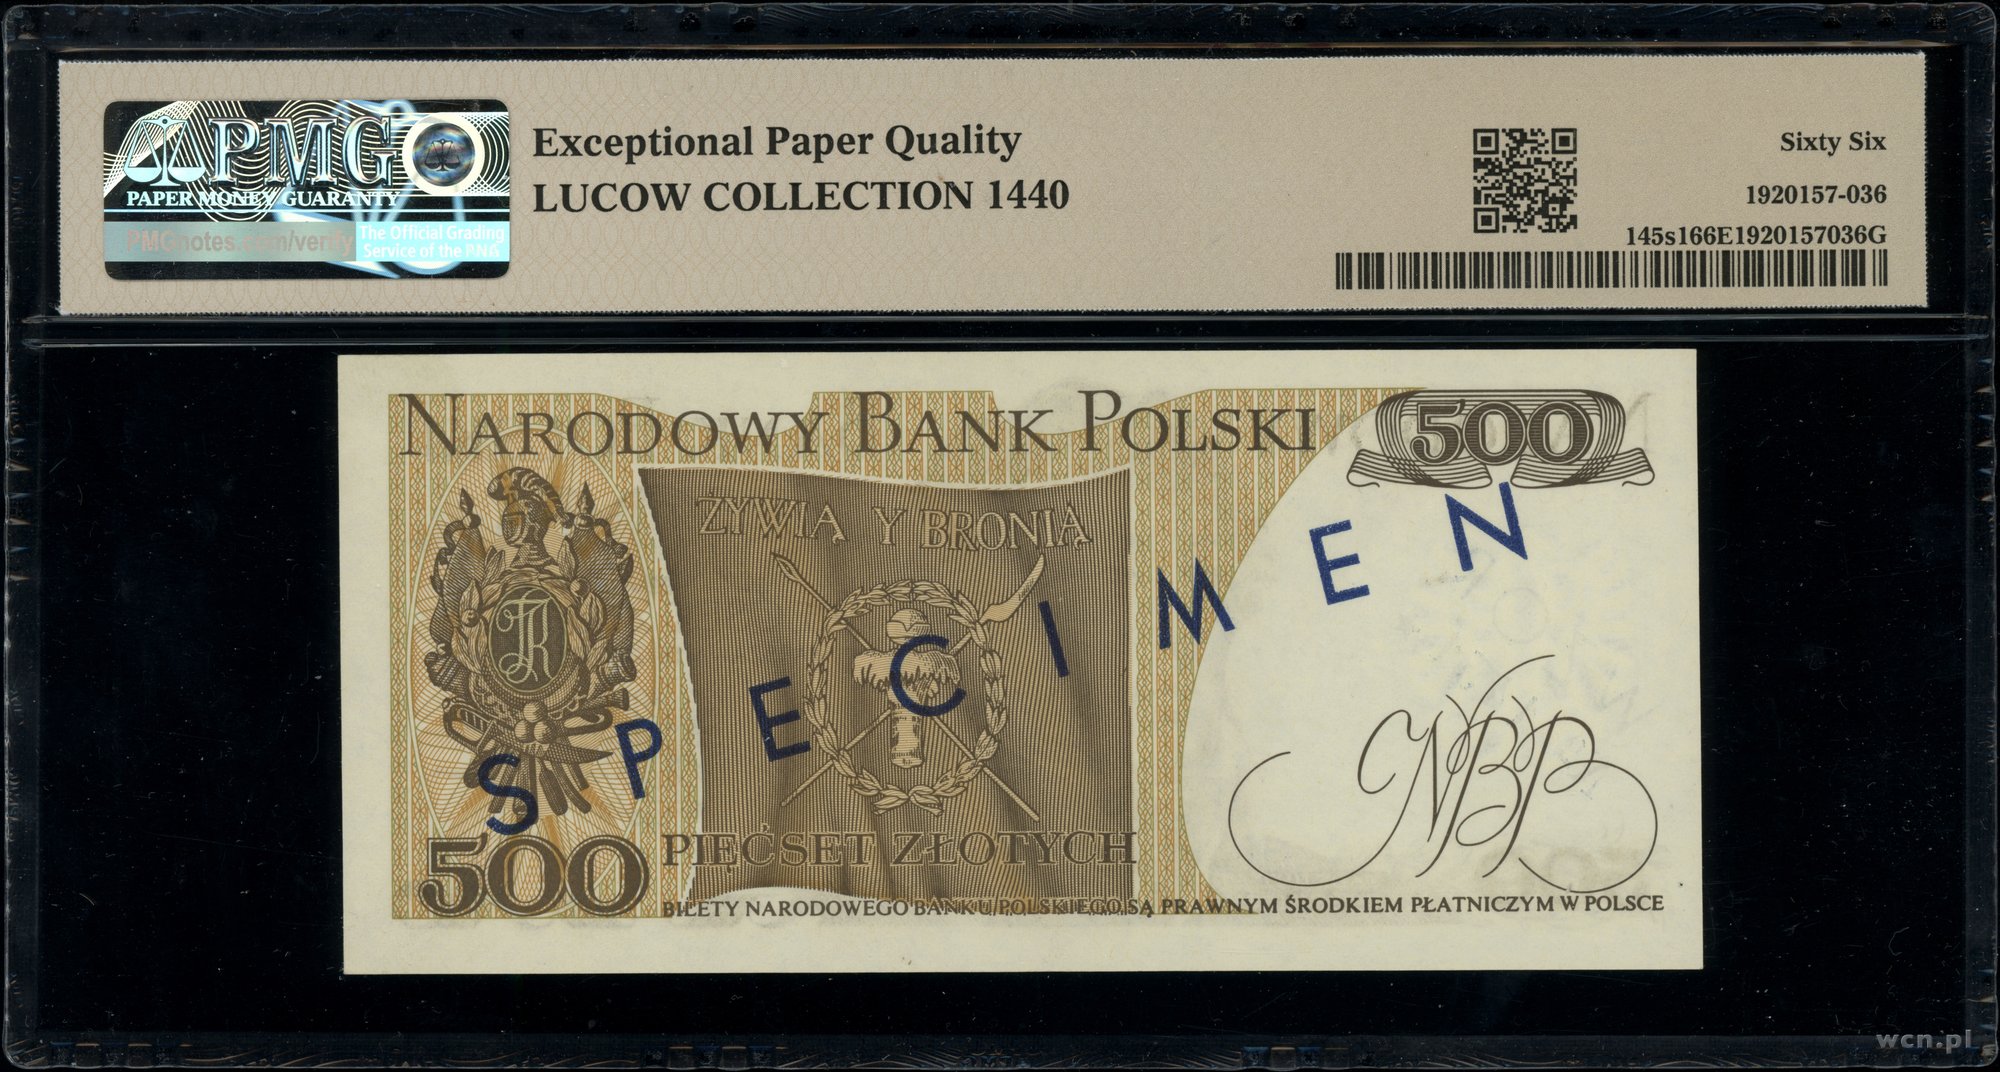 PMG
PAPER MONEY GUARANTY
PMGnotes.com/verify
The Official Grading
Service of the PNG
Exceptional Paper Quality
LUCOW COLLECTION 1440
Sixty Six
1920157-036
145s166E1920157036G
NARODOWY BANK POLSKI
500
ŻYWIĄ Y BRONIĄ
TK
SPECIMEN
NBP
500
PIĘĆSET ZŁOTYCH
BILETY NARODOWEGO BANKU POLSKIEGO SĄ PRAWNYM ŚRODKIEM PŁATNICZYM W POLSCE
wcn.pl